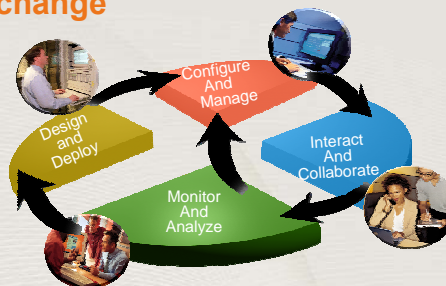 change
Configure
And
Manage
Design
and
Deploy
Interact
And
Collaborate
Monitor
And
Analyze